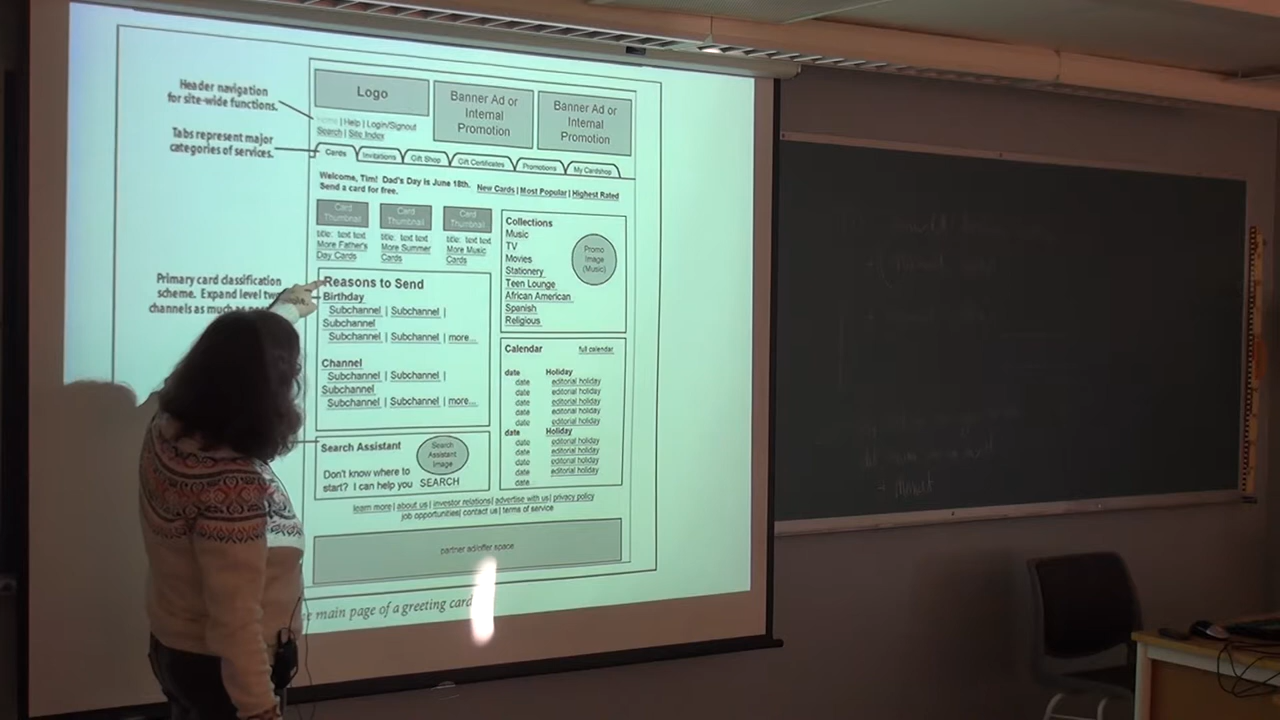 Header navigation
for site-wide functions.
Tabs represent major
categories of services.
Primary card classification
scheme. Expand level two
channels as much as
Logo
Banner Ad or
Internal
Promotion
Banner Ad or
Internal
Promotion
| Help | Login/Signout
Search | Site Index
Cards
Invitations
Gift Shop
Gift Certificates
Promotions
My Cardshop
Welcome, Tim! Dad's Day is June 18th.
Send a card for free.
New Cards | Most Popular | Highest Rated
Card
Thumbnail
Card
Thumbnail
Card
Thumbnail
title: text text
More Father's
Day Cards
title: text text
More Summer
Cards
title: text text
More Music
Cards
Reasons to Send
Birthday
Subchannel | Subchannel |
Subchannel
Subchannel | Subchannel | more...
Channel
Subchannel | Subchannel |
Subchannel
Subchannel | Subchannel | more...
Search Assistant
Don't know where to
start? I can help you SEARCH
Search
Assistant
Image
Collections
Music
TV
Movies
Stationery
Teen Lounge
African American
Spanish
Religious
Promo
Image
(Music)
Calendar full calendar
date Holiday
date editorial holiday
date editorial holiday
date editorial holiday
date editorial holiday
date editorial holiday
date Holiday
date editorial holiday
date editorial holiday
date editorial holiday
date editorial holiday
date
learn more | about us | investor relations | advertise with us | privacy policy
job opportunities | contact us | terms of service
partner ad/offer space
main page of a greeting card